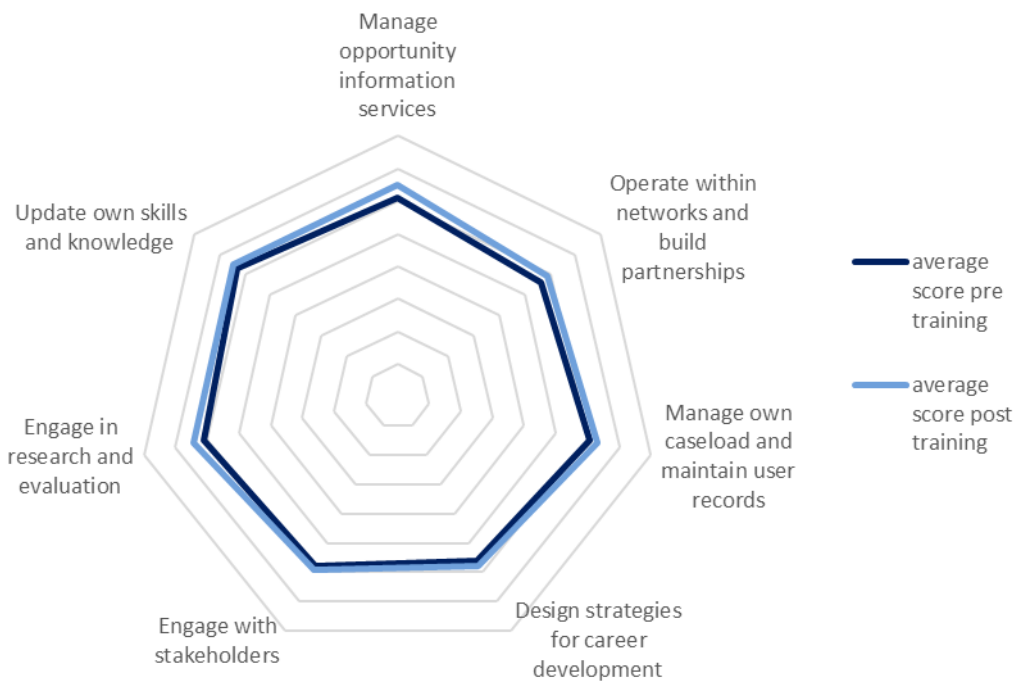 Manage
opportunity
information
services
Operate within
networks and
build
partnerships
Manage own
caseload and
maintain user
records
Design strategies
for career
development
Engage with
stakeholders
Engage in
research and
evaluation
Update own skills
and knowledge
average
score pre
training
average
score post
training